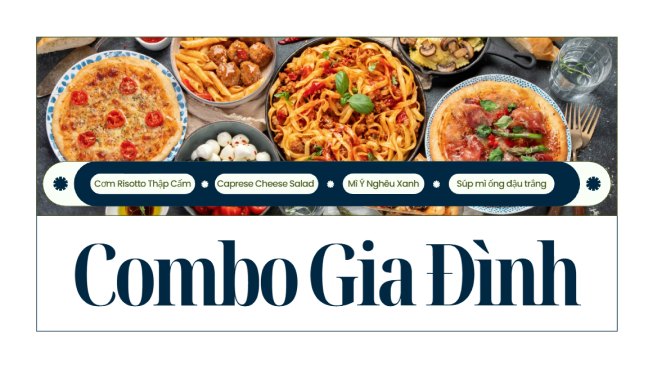 Cơm Risotto Thập Cẩm
Caprese Cheese Salad
Mì Ý Nghêu Xanh
Súp mì ống đậu trắng
Combo Gia Đình